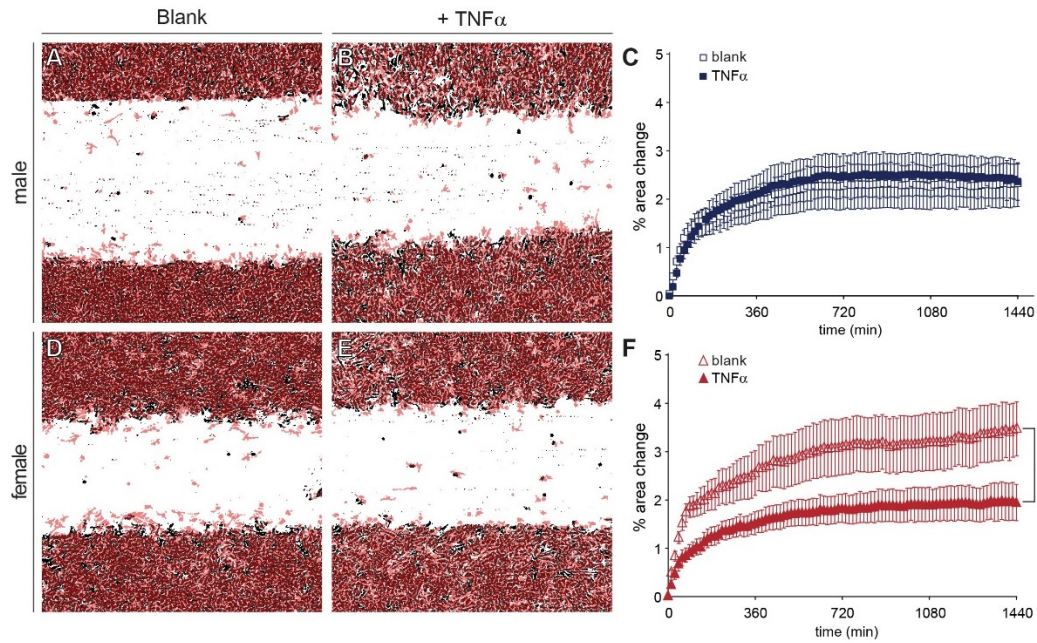 Blank
+ TNFα
male
female
A
B
C
blank
TNFα
% area change
5
4
3
2
1
0
0 360 720 1080 1440
time (min)
D
E
F
blank
TNFα
% area change
5
4
3
2
1
0
0 360 720 1080 1440
time (min)